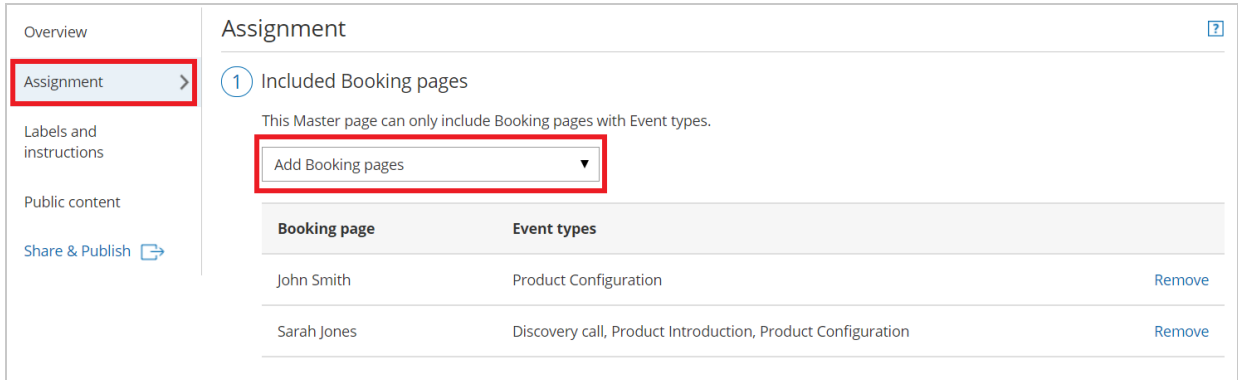 Overview
Assignment
Labels and
instructions
Public content
Share & Publish
Assignment
?
1 Included Booking pages
This Master page can only include Booking pages with Event types.
Add Booking pages
Booking page Event types
John Smith Product Configuration Remove
Sarah Jones Discovery call, Product Introduction, Product Configuration Remove